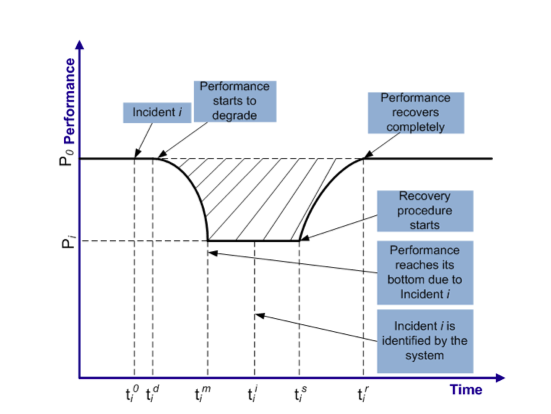 Performance
starts to
degrade
Incident i
Performance
recovers
completely
Performance
P0
Recovery
procedure
starts
Pi
Performance
reaches its
bottom due to
Incident i
Incident i is
identified by the
system
Time
ti0 tid tim tii tis tir